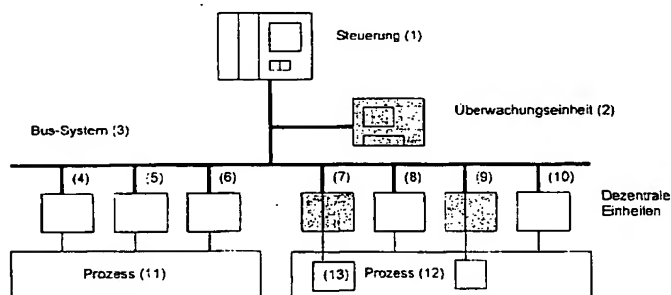 Steuerung (1)
Überwachungseinheit (2)
Bus-System (3)
(4) (5) (6) (7) (8) (9) (10)
Dezentrale
Einheiten
Prozess (11) (13) Prozess (12)